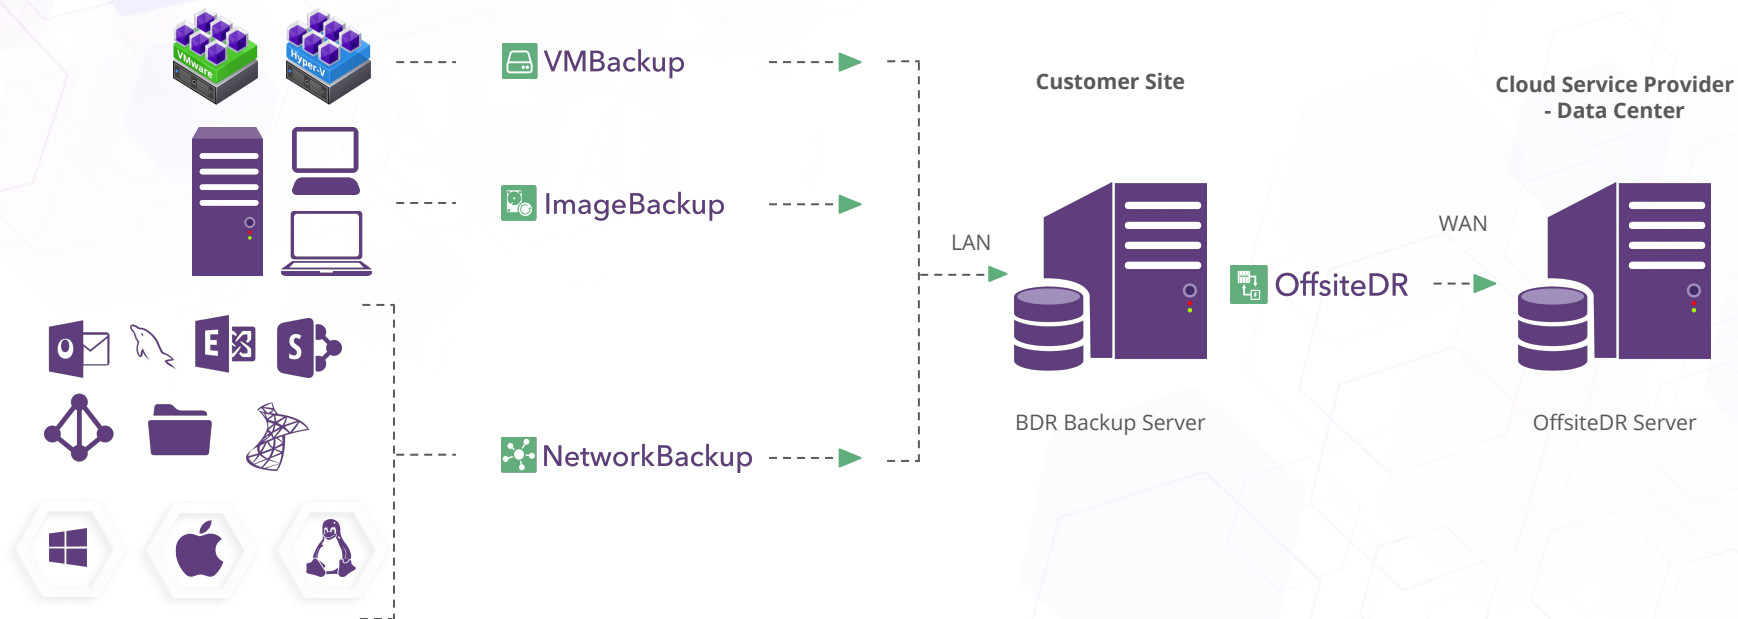 VMware
Hyper-V
VMBackup
Customer Site
Cloud Service Provider
- Data Center
ImageBackup
LAN
WAN
OffsiteDR
O
E
S
NetworkBackup
BDR Backup Server
OffsiteDR Server